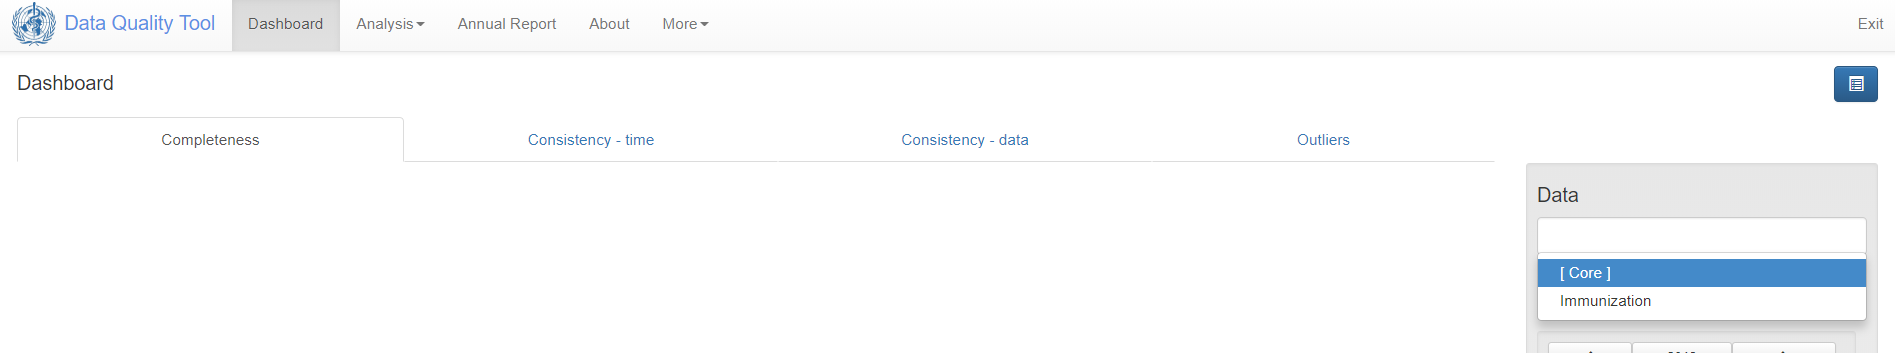 Data Quality Tool Dashboard Analysis Annual Report About More Exit
Dashboard
Completeness Consistency - time Consistency - data Outliers
Data
[ Core ]
Immunization